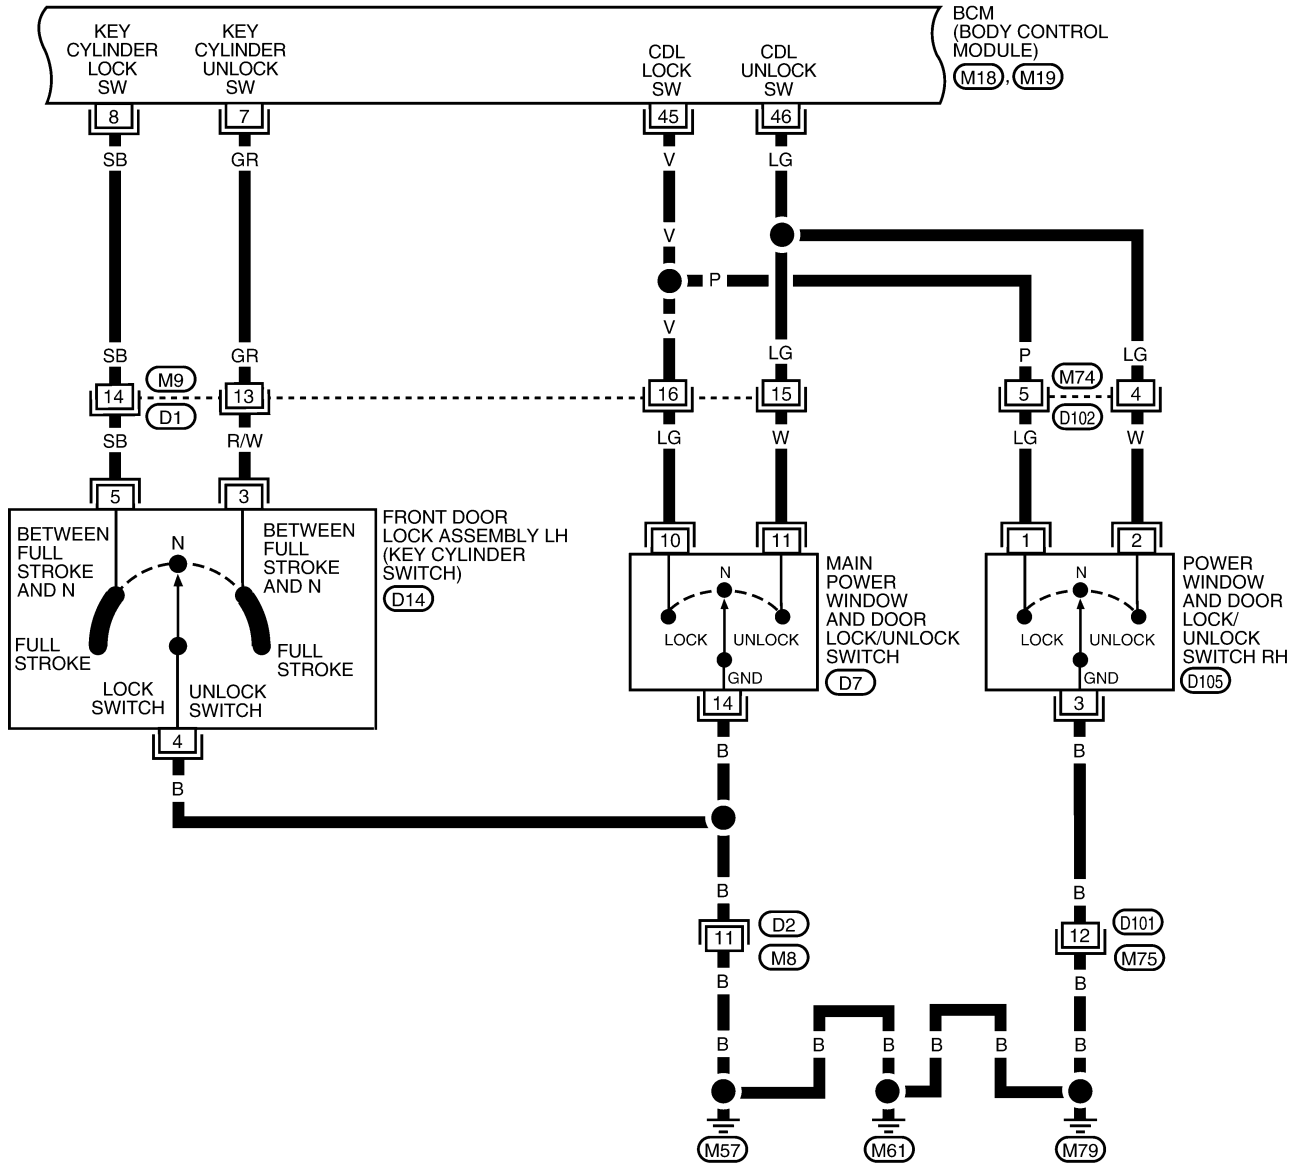 KEY
CYLINDER
LOCK
SW
KEY
CYLINDER
UNLOCK
SW
CDL
LOCK
SW
CDL
UNLOCK
SW
BCM
(BODY CONTROL
MODULE)
M18, M19
8
7
45
46
SB
GR
V
LG
V
P
V
SB
GR
LG
P
LG
14
M9
D1
13
16
15
5
M74
D102
4
SB
R/W
LG
W
LG
W
5
3
10
11
1
2
BETWEEN
FULL
STROKE
AND N
N
BETWEEN
FULL
STROKE
AND N
FULL
STROKE
FULL
STROKE
LOCK
SWITCH
UNLOCK
SWITCH
FRONT DOOR
LOCK ASSEMBLY LH
(KEY CYLINDER
SWITCH)
D14
N
LOCK
UNLOCK
GND
MAIN
POWER
WINDOW
AND DOOR
LOCK/UNLOCK
SWITCH
D7
N
LOCK
UNLOCK
GND
POWER
WINDOW
AND DOOR
LOCK/
UNLOCK
SWITCH RH
D105
4
14
3
B
B
B
B
B
11
D2
M8
12
D101
M75
B
B
B
B
B
B
B
B
M57
M61
M79